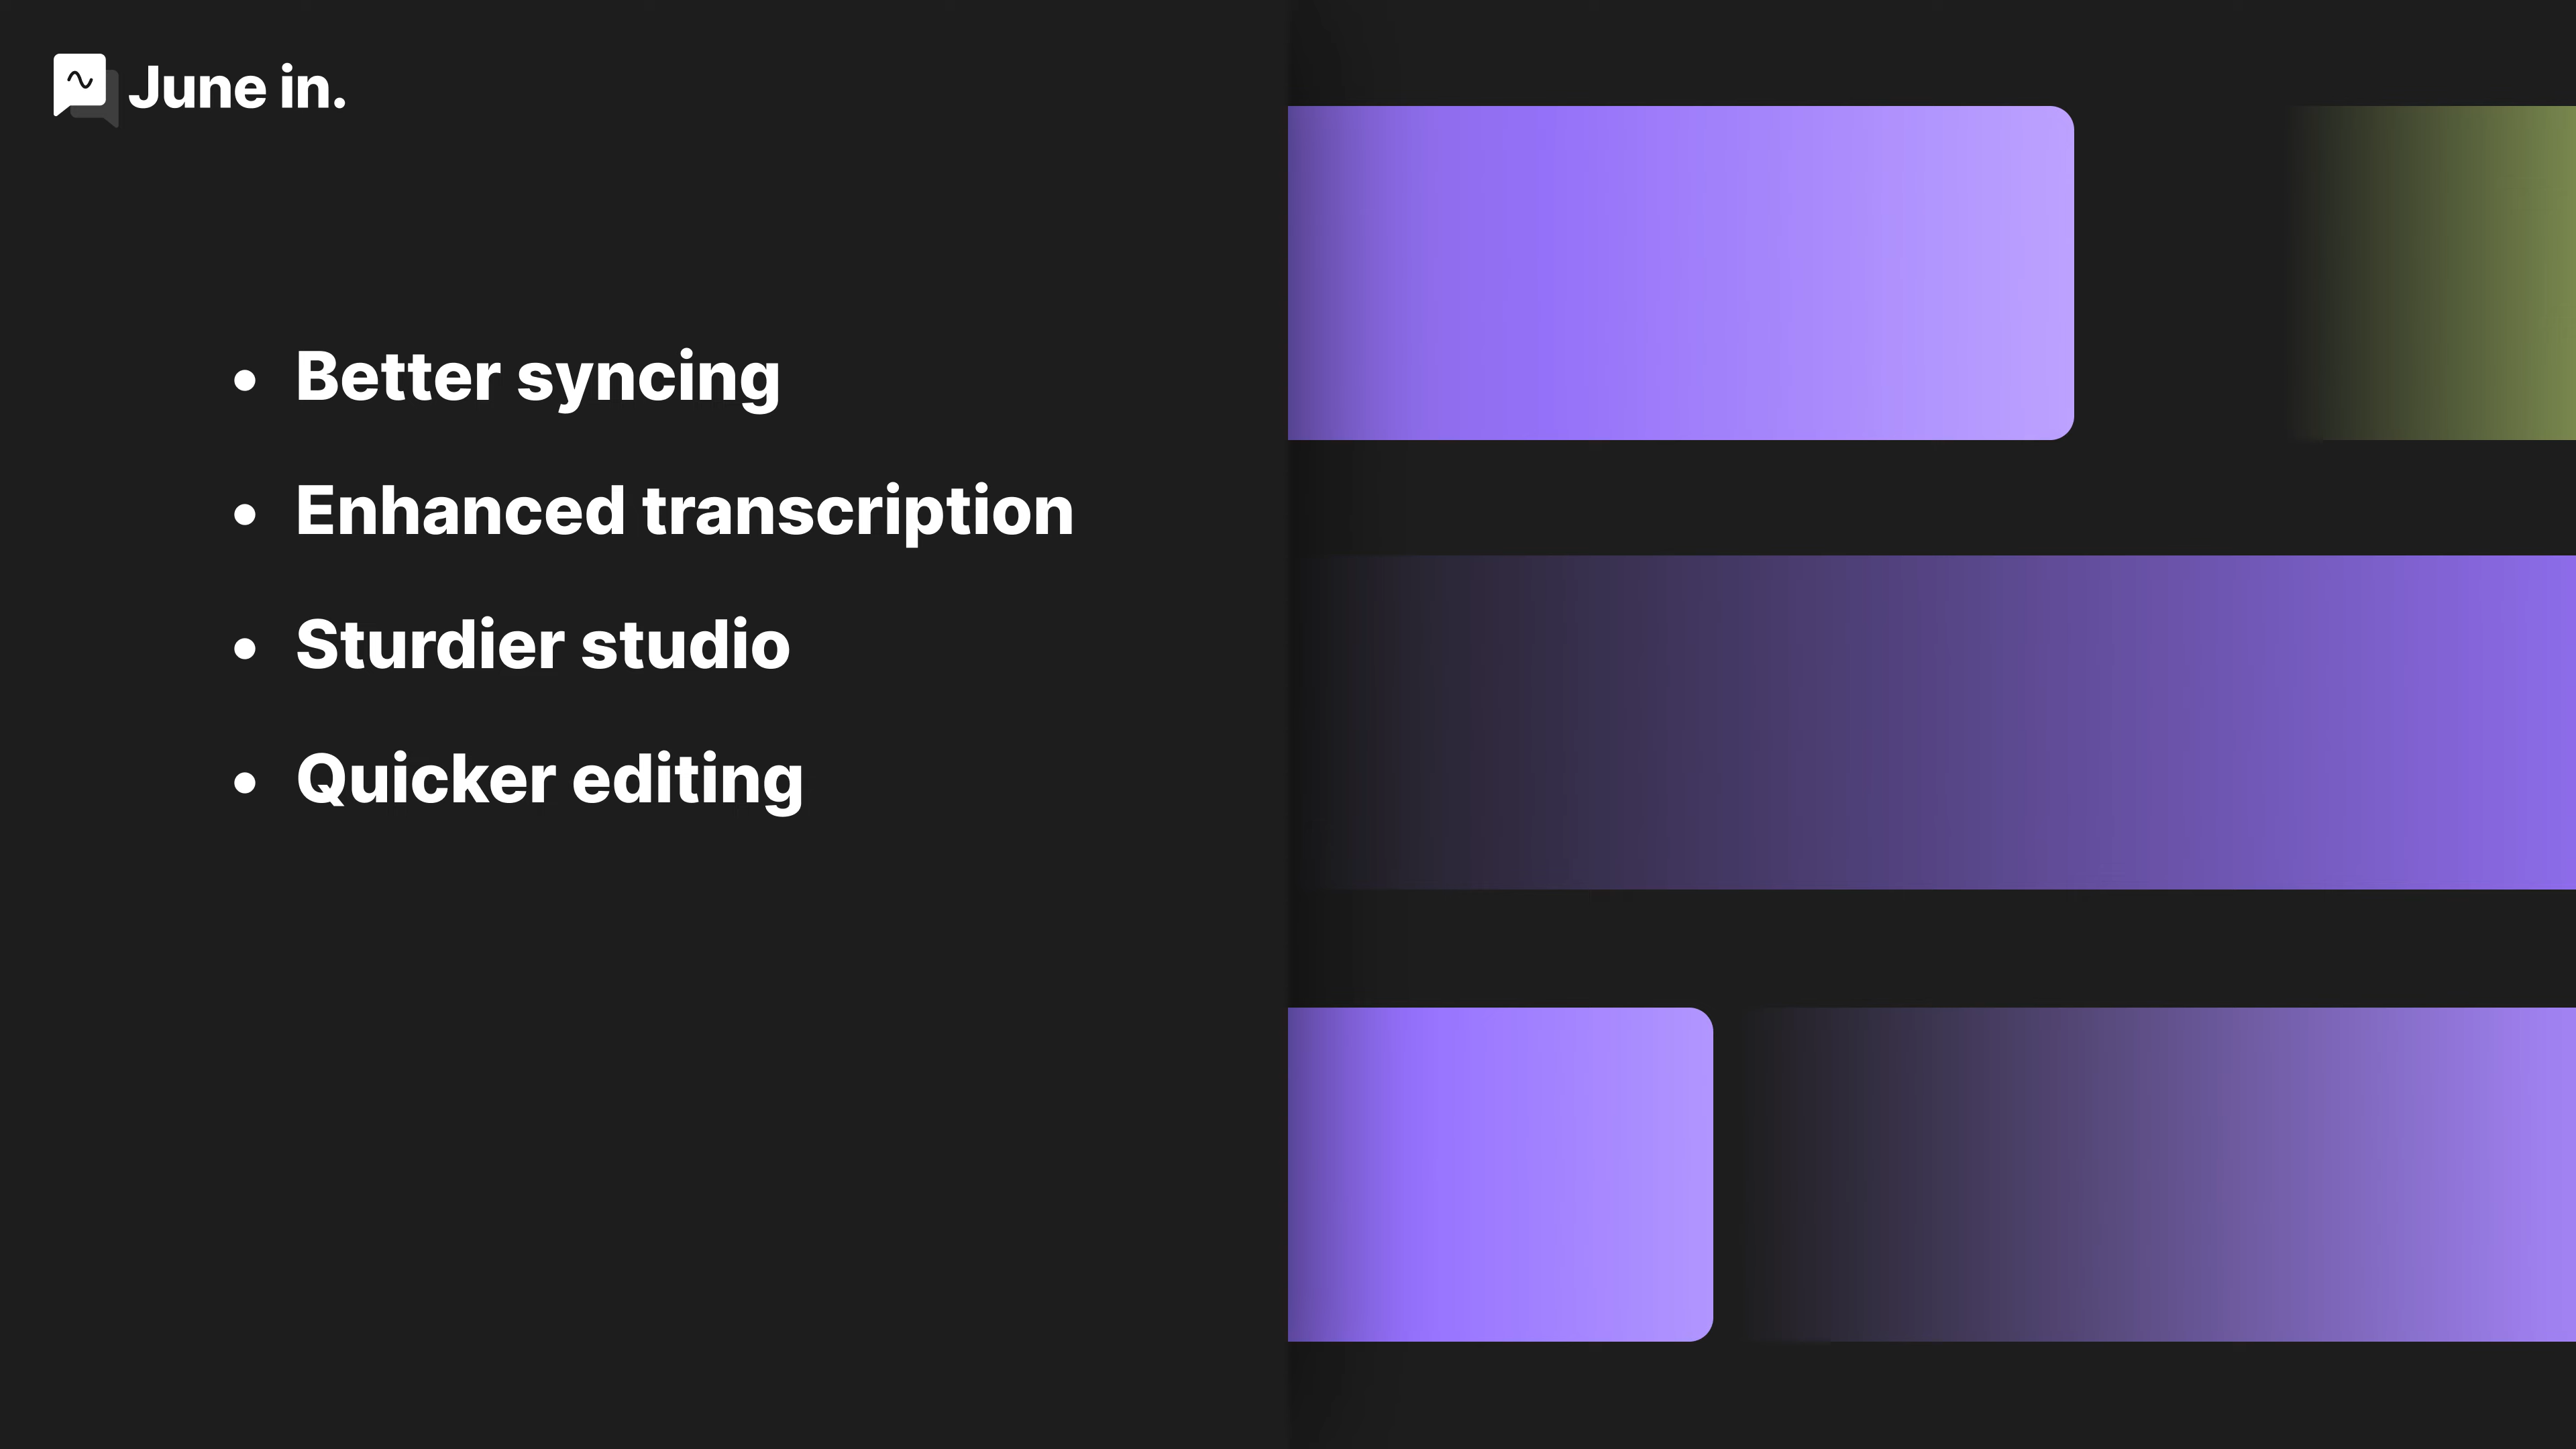 June in.
• Better syncing
• Enhanced transcription
• Sturdier studio
• Quicker editing